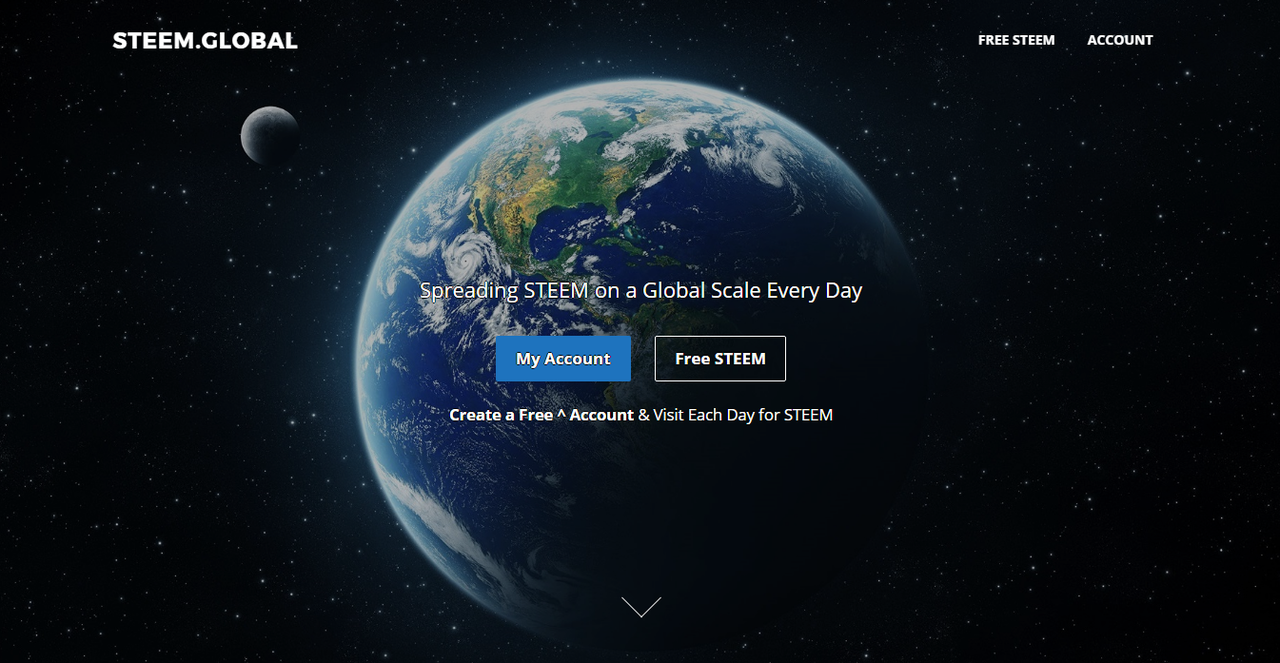 STEEM.GLOBAL
FREE STEEM ACCOUNT
Spreading STEEM on a Global Scale Every Day
My Account
Free STEEM
Create a Free ^ Account & Visit Each Day for STEEM